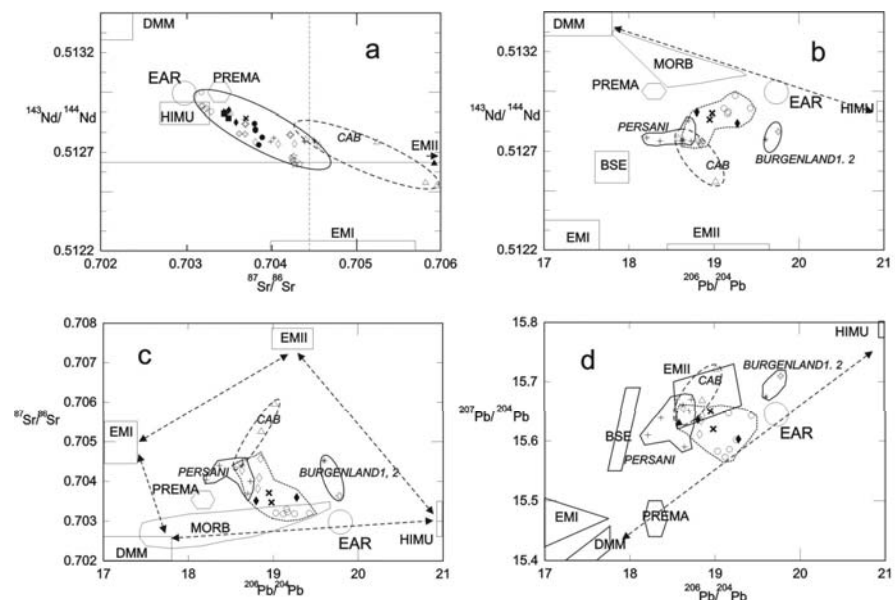 DMM
a
0.5132
EAR
PREMA
143Nd/ 144Nd
HIMU
CAB
0.5127
EMII
EMI
0.5122
0.702
0.703
0.704
0.705
0.706
87Sr/86Sr
DMM
b
0.5132
MORB
PREMA
EAR
143Nd/ 144Nd
HIMU
PERSANI
0.5127
CAB
BURGENLAND1. 2
BSE
EMI
EMII
0.5122
17
18
19
20
21
206Pb/204Pb
0.708
c
EMII
0.707
0.706
87Sr/86Sr
CAB
EMI
0.705
PERSANI
BURGENLAND1, 2
0.704
PREMA
MORB
0.703
DMM
EAR
HIMU
0.702
17
18
19
20
21
206Pb/204Pb
15.8
d
HIMU
EMII
BURGENLAND1. 2
CAB
15.7
207Pb/204Pb
BSE
15.6
EAR
PERSANI
15.5
EMI
PREMA
DMM
15.4
17
18
19
20
21
206Pb/204Pb